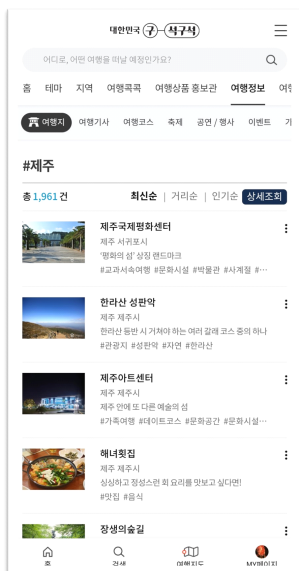 대한민국 구석구석
어디로, 어떤 여행을 떠날 예정인가요?
홈 테마 지역 여행콕콕 여행상품 홍보관 여행정보 여행
여행지 여행기사 여행코스 축제 공연 / 행사 이벤트 기
#제주
총 1,961 건 최신순 | 거리순 | 인기순 상세조회
제주국제평화센터
제주 서귀포시
'평화의 섬' 상징 랜드마크
#교과서속여행 #문화시설 #박물관 #사계절 #…
한라산 성판악
제주 제주시
한라산 등반 시 거쳐야 하는 여러 갈래 코스 중의 하나
#관광지 #성판악 #자연 #한라산
제주아트센터
제주 제주시
제주 안에 또 다른 예술의 섬
#가족여행 #데이트코스 #문화공간 #문화시설…
해녀횟집
제주 제주시
싱싱하고 정성스런 회 요리를 맛보고 싶다면!
#맛집 #음식
장생의숲길
홈 검색 여행지도 MY페이지